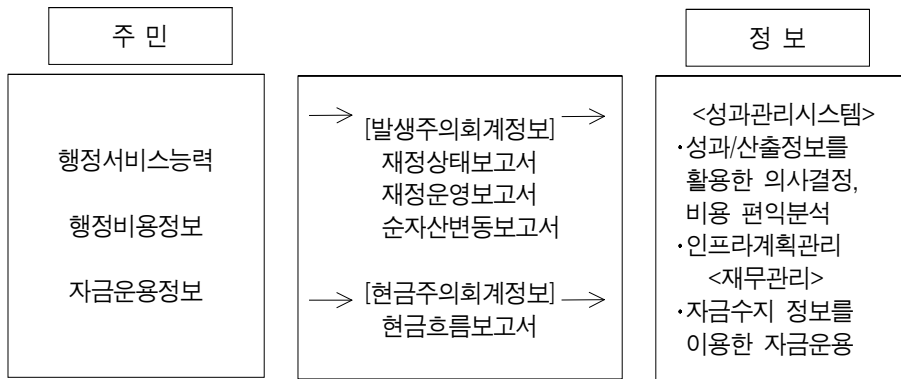 주 민
행정서비스능력
행정비용정보
자금운용정보
[발생주의회계정보]
재정상태보고서
재정운영보고서
순자산변동보고서
[현금주의회계정보]
현금흐름보고서
정 보
<성과관리시스템>
·성과/산출정보를
활용한 의사결정,
비용 편익분석
·인프라계획관리
<재무관리>
·자금수지 정보를
이용한 자금운용